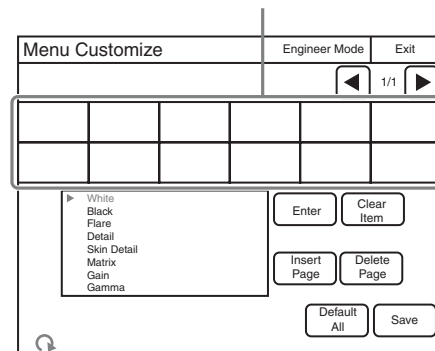 Menu Customize Engineer Mode Exit
1/1
White
Black
Flare
Detail
Skin Detail
Matrix
Gain
Gamma
Enter
Clear
Item
Insert
Page
Delete
Page
Default
All
Save